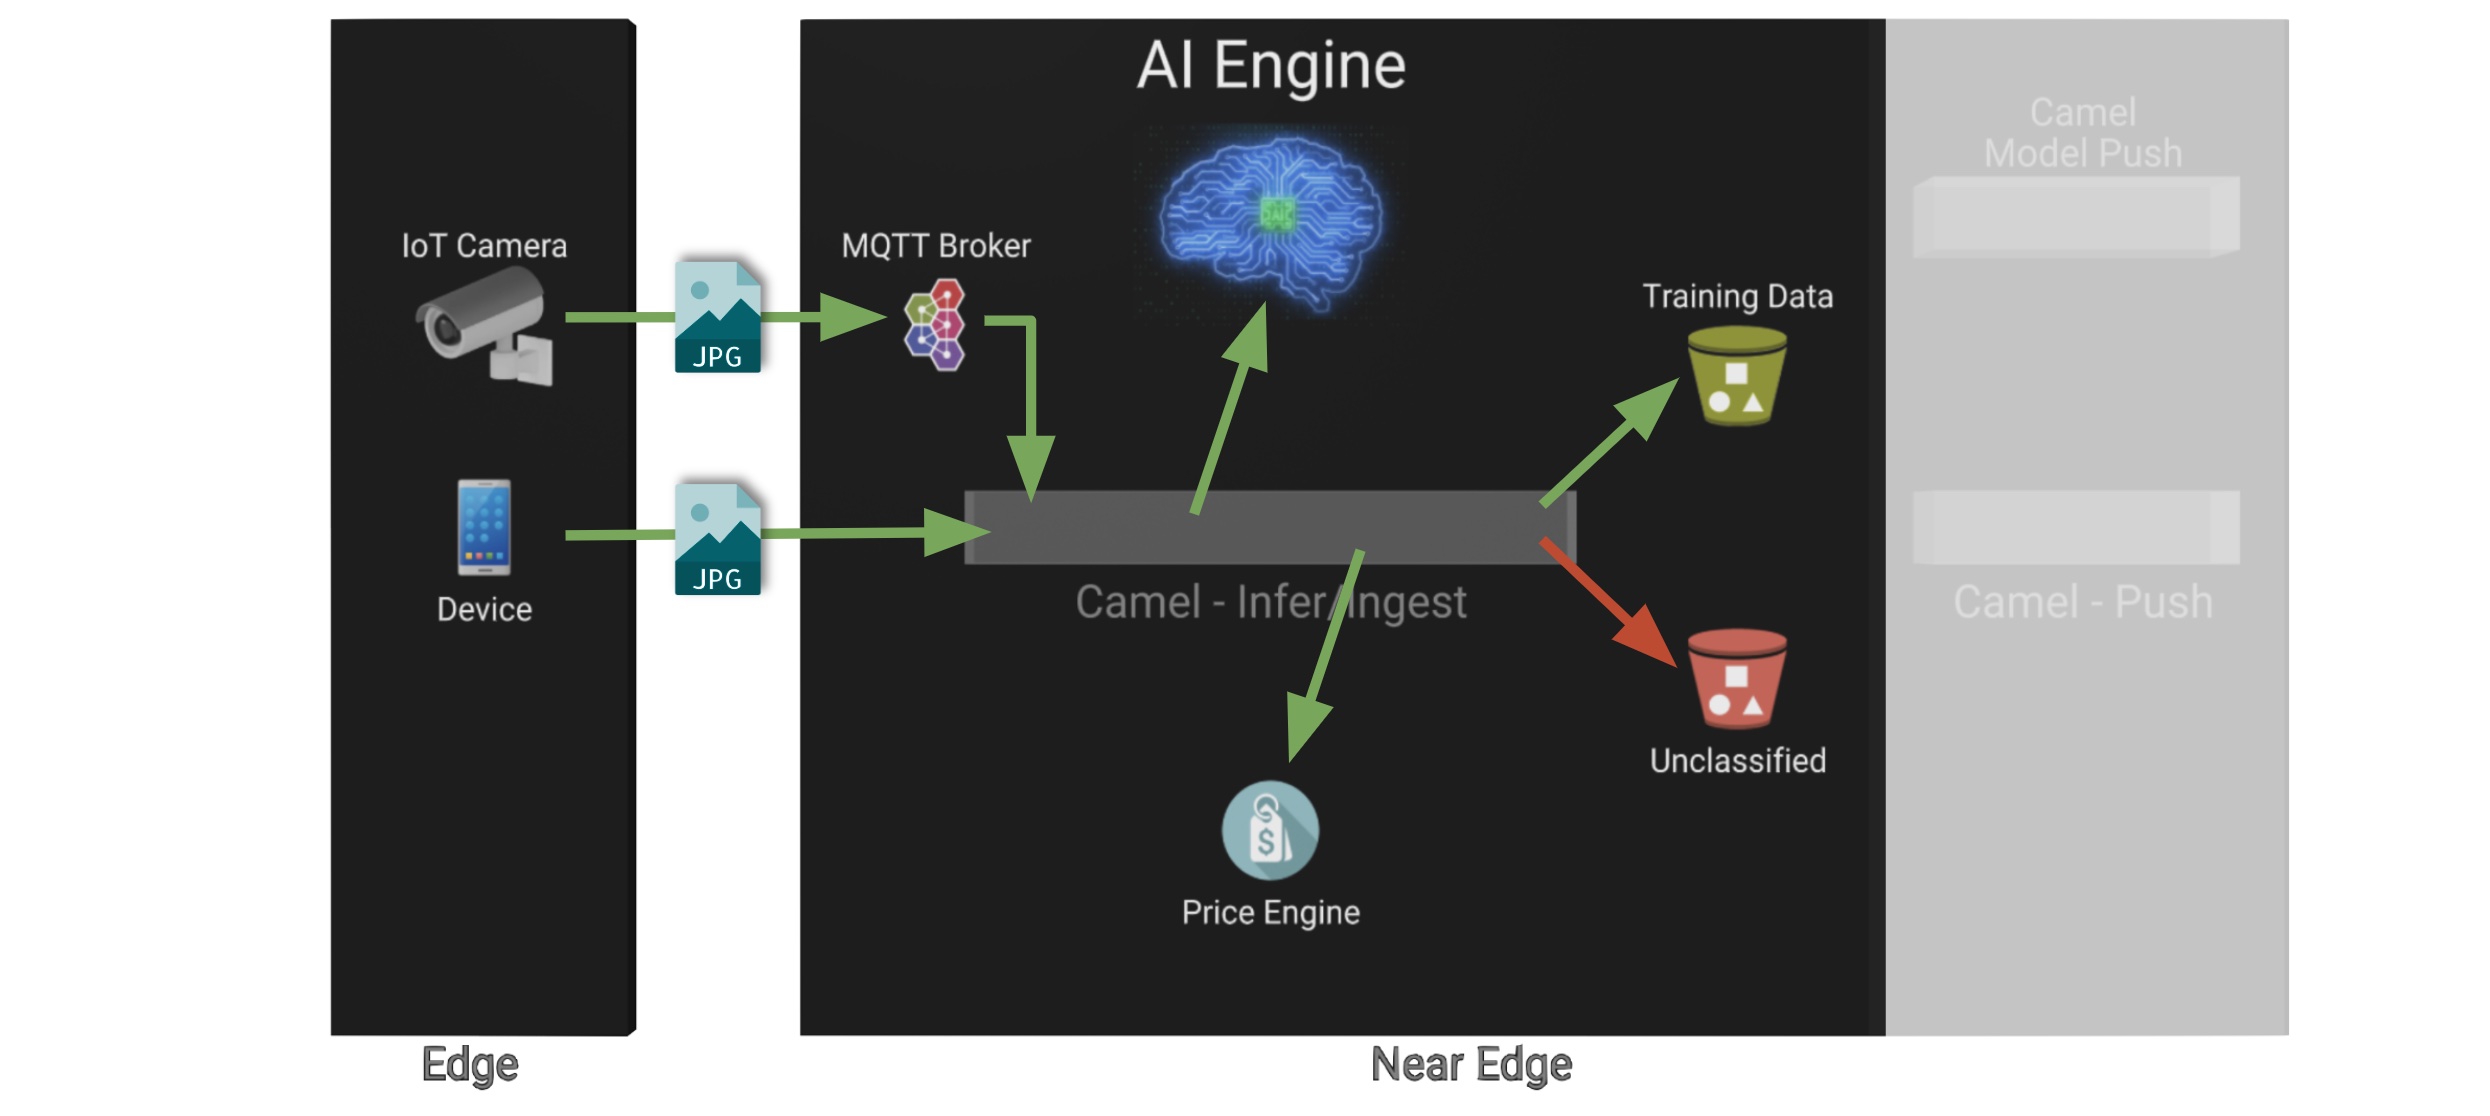 AI Engine
Camel
Model Push
IoT Camera
MQTT Broker
JPG
Training Data
JPG
Device
Camel - Infer/Ingest
Camel - Push
Unclassified
Price Engine
Edge
Near Edge